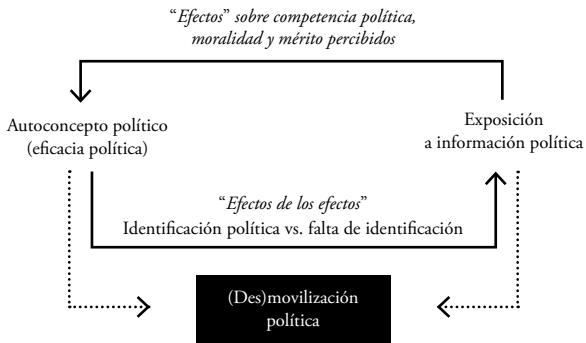 “Efectos” sobre competencia política,
moralidad y mérito percibidos
Autoconcepto político
(eficacia política)
Exposición
a información política
“Efectos de los efectos”
Identificación política vs. falta de identificación
(Des)movilización
política